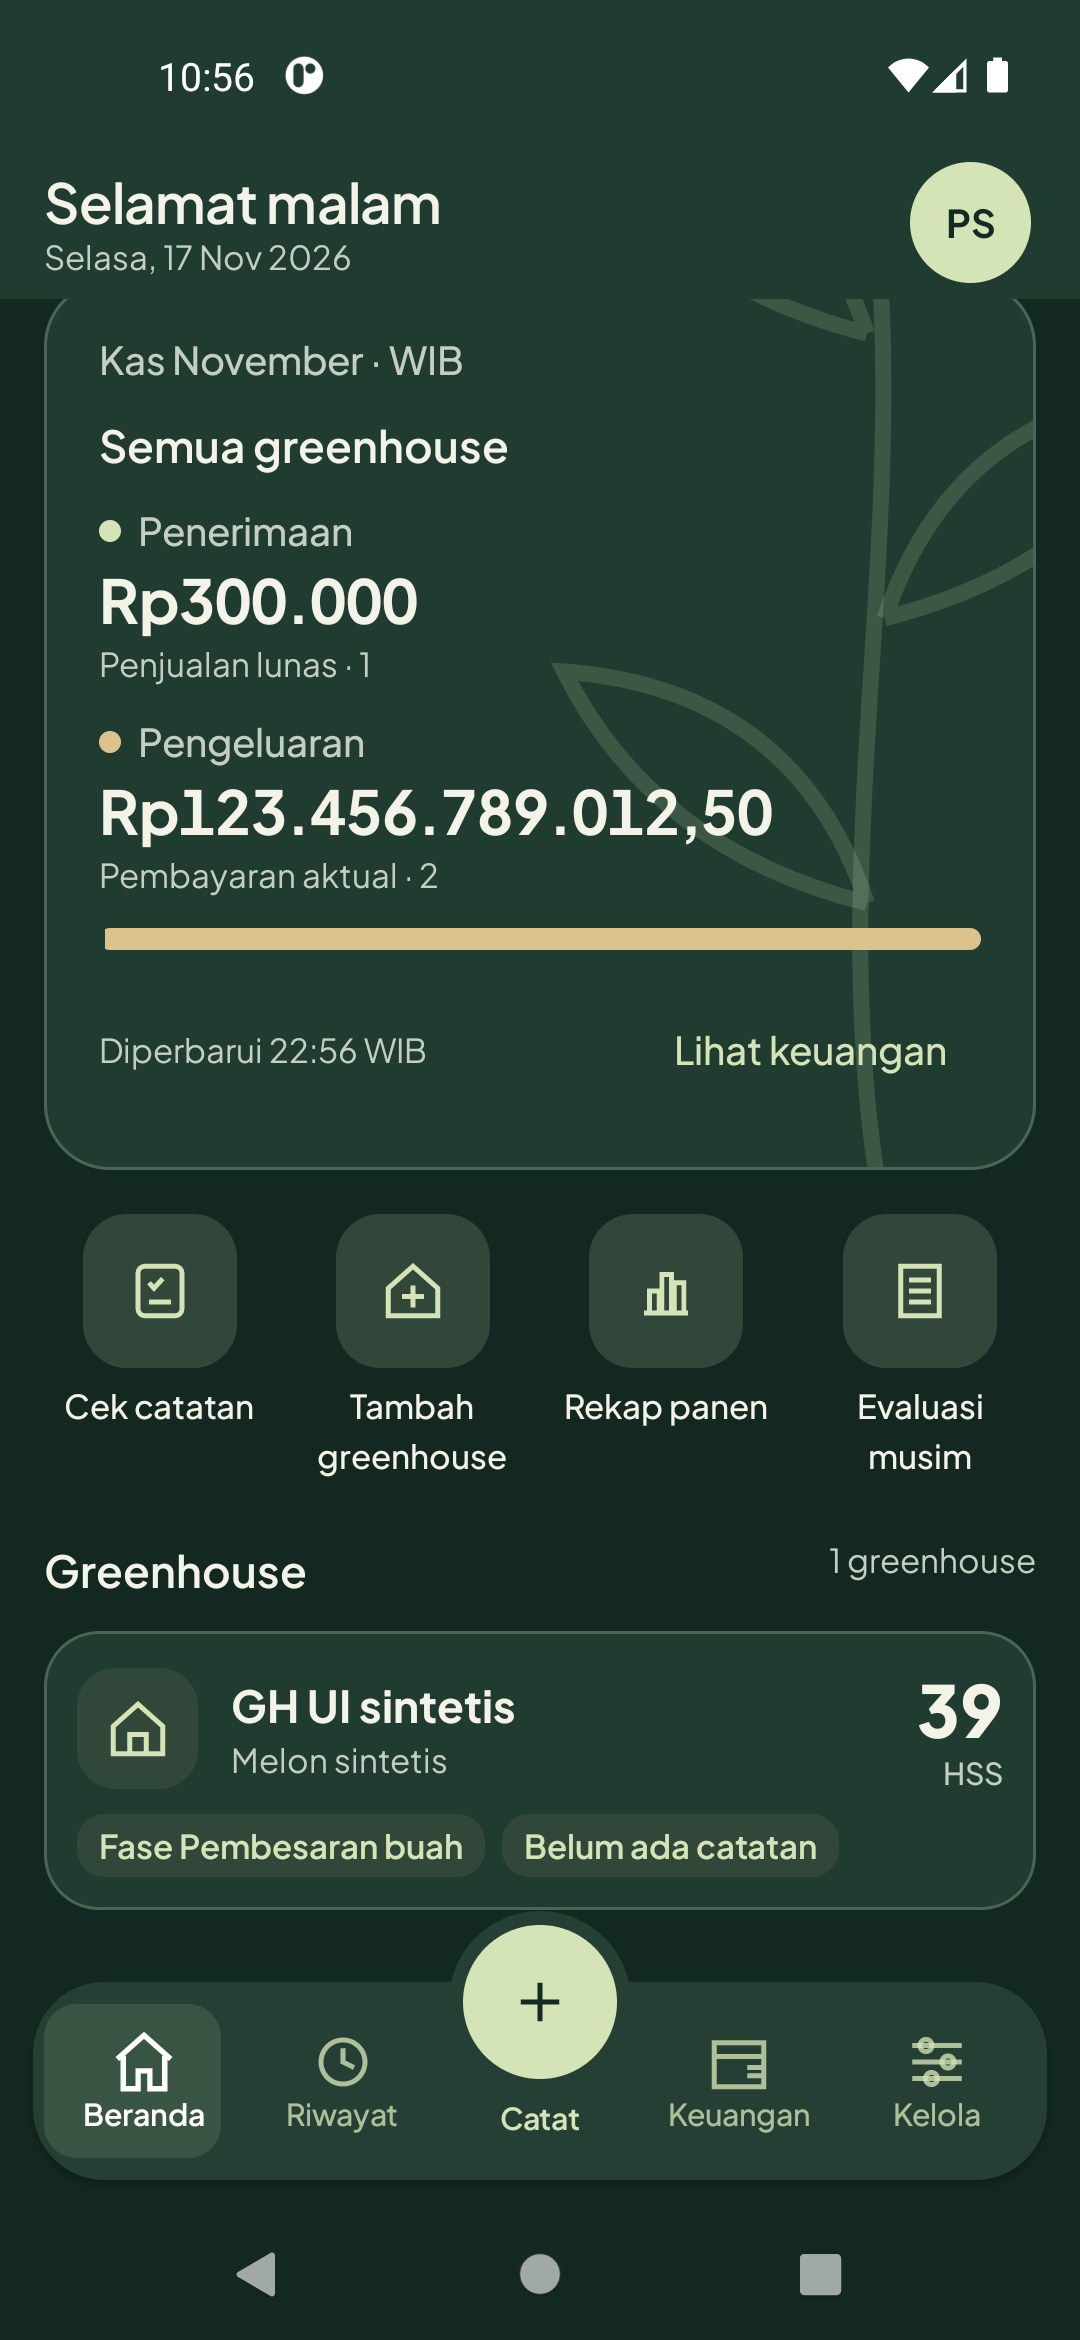 10:56
Selamat malam
Selasa, 17 Nov 2026
PS
Kas November · WIB
Semua greenhouse
Penerimaan
Rp300.000
Penjualan lunas · 1
Pengeluaran
Rp123.456.789.012,50
Pembayaran aktual · 2
Diperbarui 22:56 WIB
Lihat keuangan
Cek catatan
Tambah
greenhouse
Rekap panen
Evaluasi
musim
Greenhouse
1 greenhouse
GH UI sintetis
Melon sintetis
39
HSS
Fase Pembesaran buah
Belum ada catatan
Beranda
Riwayat
Catat
Keuangan
Kelola